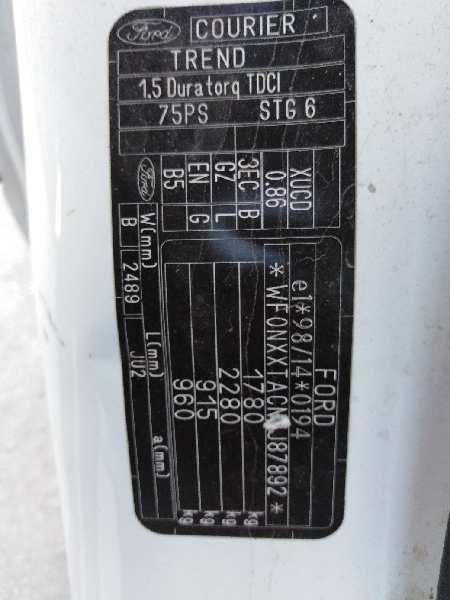 Ford COURIER
TREND
1.5 Duratorq TDCI
75PS STG 6
FORD
e1*98/14*0194
1780 kg
2280 kg
915 kg
960 kg
XUCD
0.86
3EC B
GZ L
EN G
B5
Ford
W(mm) L(mm) a(mm)
B 2489 JU2